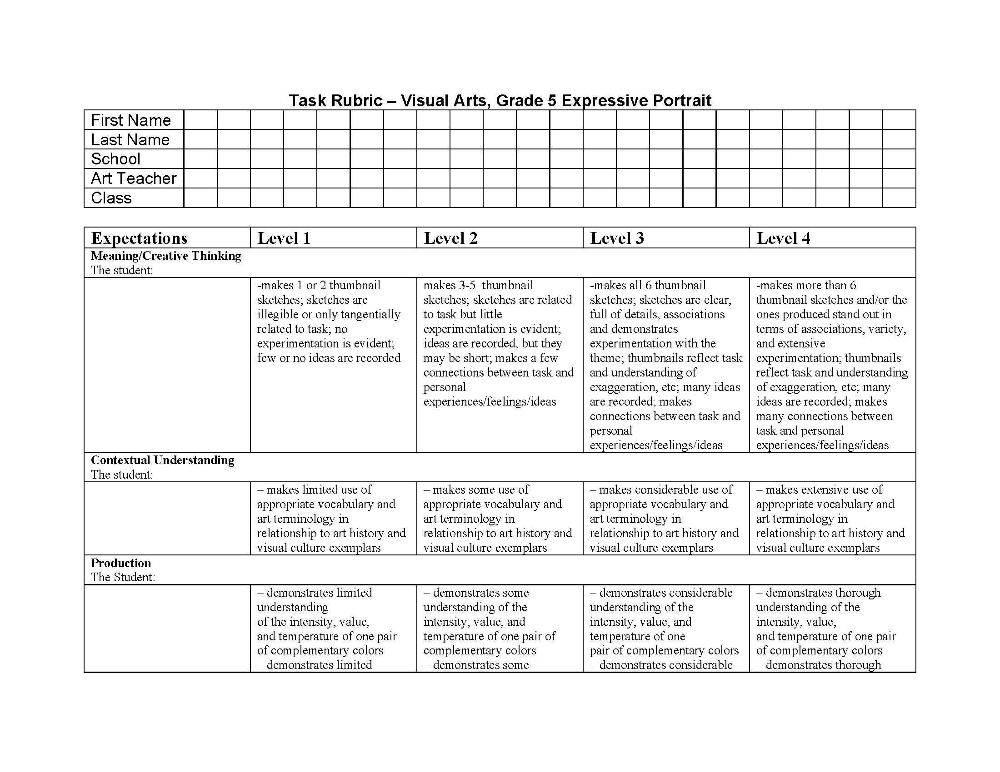 Task Rubric – Visual Arts, Grade 5 Expressive Portrait
First Name
Last Name
School
Art Teacher
Class
Expectations
Level 1
Level 2
Level 3
Level 4
Meaning/Creative Thinking
The student:
-makes 1 or 2 thumbnail
sketches; sketches are
illegible or only tangentially
related to task; no
experimentation is evident;
few or no ideas are recorded
makes 3-5  thumbnail
sketches; sketches are related
to task but little
experimentation is evident;
ideas are recorded, but they
may be short; makes a few
connections between task and
personal
experiences/feelings/ideas
-makes all 6 thumbnail
sketches; sketches are clear,
full of details, associations
and demonstrates
experimentation with the
theme; thumbnails reflect task
and understanding of
exaggeration, etc; many ideas
are recorded; makes
connections between task and
personal
experiences/feelings/ideas
-makes more than 6
thumbnail sketches and/or the
ones produced stand out in
terms of associations, variety,
and extensive
experimentation; thumbnails
reflect task and understanding
of exaggeration, etc; many
ideas are recorded; makes
many connections between
task and personal
experiences/feelings/ideas
Contextual Understanding
The student:
– makes limited use of
appropriate vocabulary and
art terminology in
relationship to art history and
visual culture exemplars
– makes some use of
appropriate vocabulary and
art terminology in
relationship to art history and
visual culture exemplars
– makes considerable use of
appropriate vocabulary and
art terminology in
relationship to art history and
visual culture exemplars
– makes extensive use of
appropriate vocabulary and
art terminology in
relationship to art history and
visual culture exemplars
Production
The Student:
– demonstrates limited
understanding
of the intensity, value,
and temperature of one pair
of complementary colors
– demonstrates limited
– demonstrates some
understanding of the
intensity, value, and
temperature of one pair of
complementary colors
– demonstrates some
– demonstrates considerable
understanding of the
intensity, value, and
temperature of one
pair of complementary colors
– demonstrates considerable
– demonstrates thorough
understanding of the
intensity, value,
and temperature of one pair
of complementary colors
– demonstrates thorough